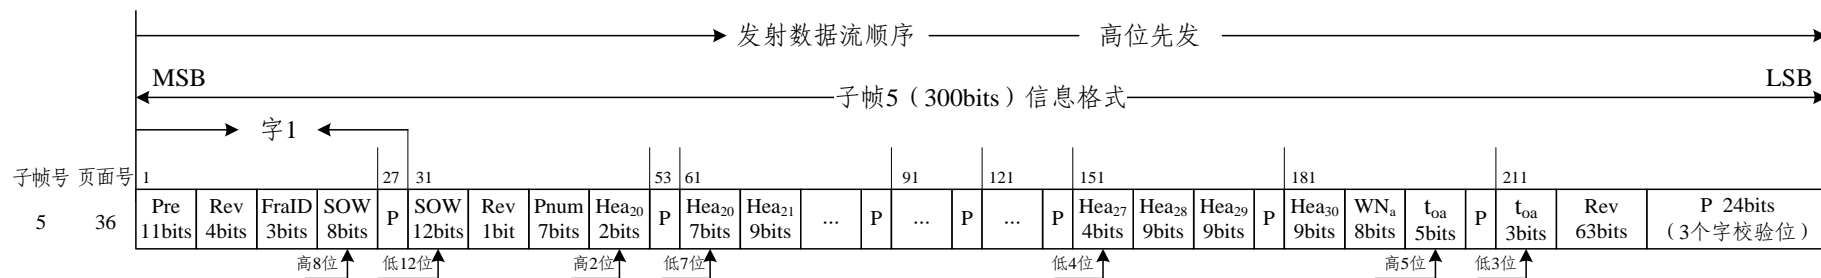 发射数据流顺序 高位先发
MSB LSB
子帧5（300bits）信息格式
字1
子帧号 页面号 1 27 31 53 61 91 121 151 181 211
5 36 Pre 11bits Rev 4bits FraID 3bits SOW 8bits P SOW 12bits Rev 1bit Pnum 7bits Hea₂₀ 2bits P Hea₂₀ 7bits Hea₂₁ 9bits ... P ... P ... P Hea₂₇ 4bits Hea₂₈ 9bits Hea₂₉ 9bits P Hea₃₀ 9bits WNₐ 8bits tₒₐ 5bits P tₒₐ 3bits Rev 63bits P 24bits （3个字校验位）
高8位 低12位 高2位 低7位 低4位 高5位 低3位